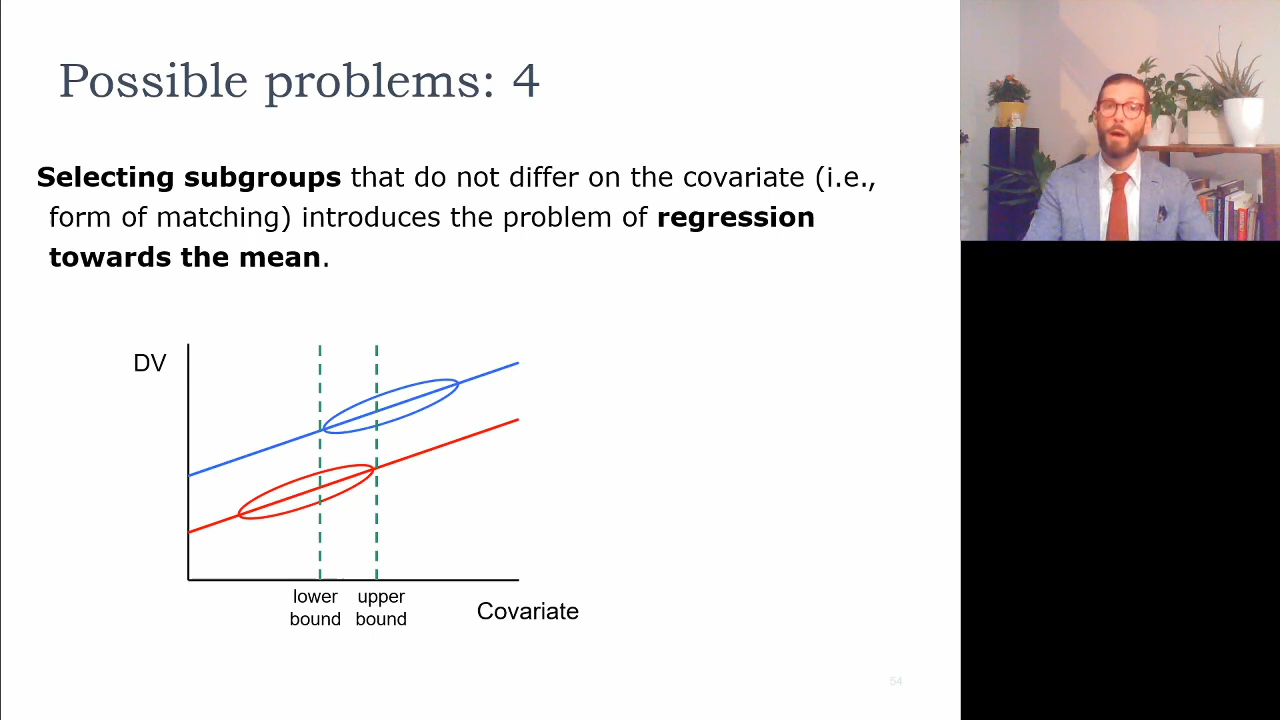 Possible problems: 4
Selecting subgroups that do not differ on the covariate (i.e.,
form of matching) introduces the problem of regression
towards the mean.
DV
lower
bound
upper
bound
Covariate
54